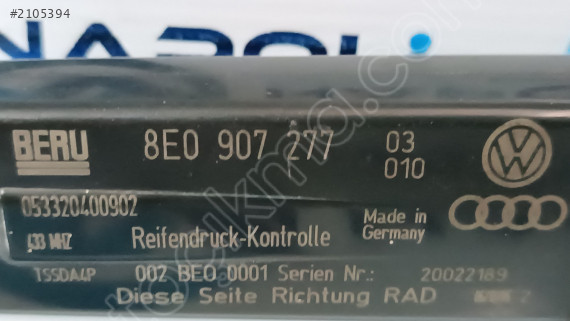 #2105394
BERU 8E0 907 277 03
010
053320400902
433 MHZ Reifendruck-Kontrolle
Made in
Germany
TSSDA4P 002 BE0 0001 Serien Nr.: 20022189
Diese Seite Richtung RAD